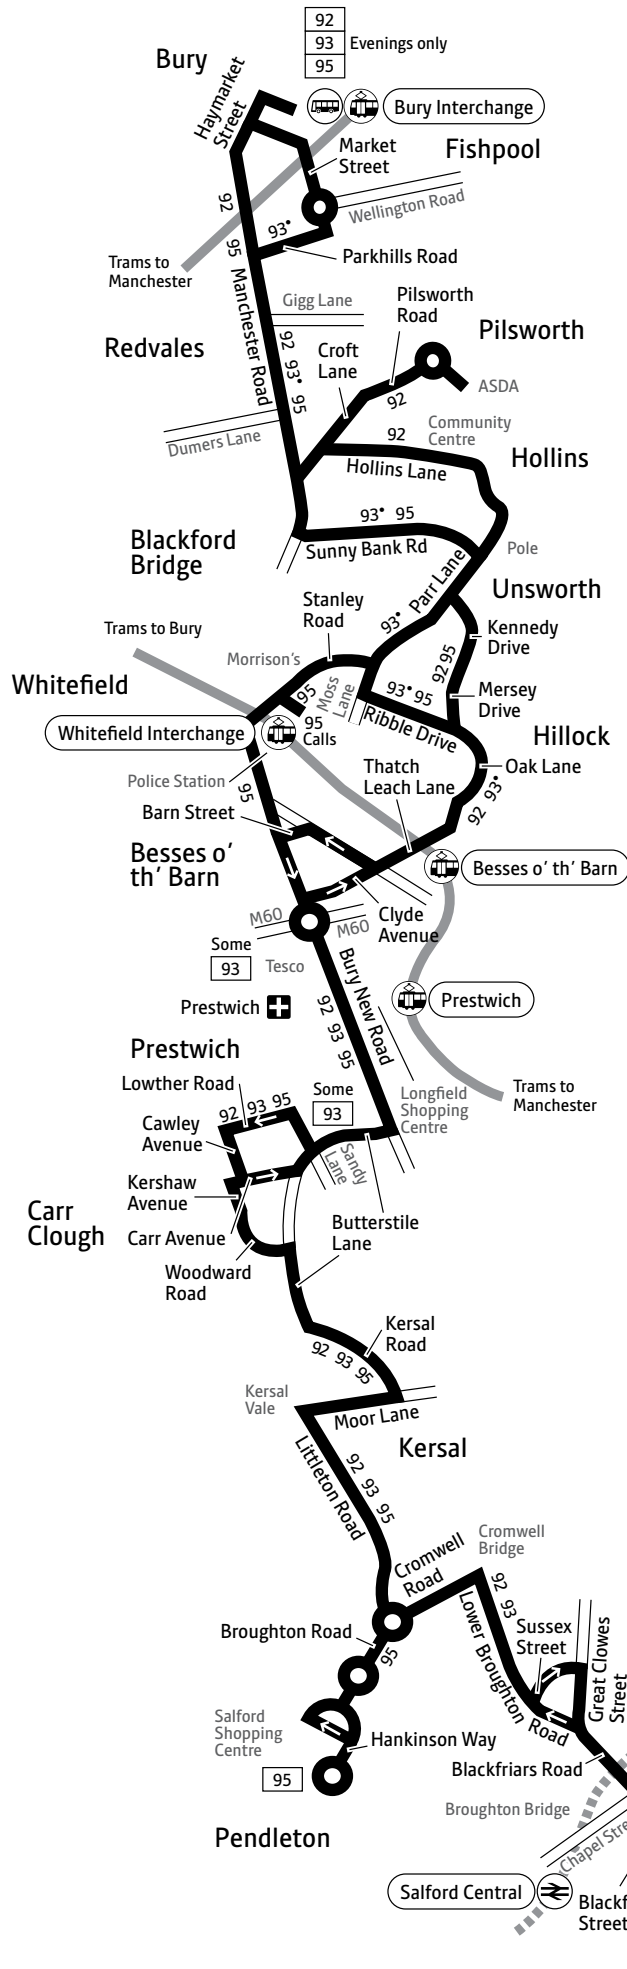 92
93 Evenings only
95
Bury
Haymarket
Street
Bury Interchange
Fishpool
Market
Street
92
Wellington Road
93•
95
Parkhills Road
Trams to
Manchester
Manchester Road
Gigg Lane
Pilsworth
Road
Pilsworth
Redvales
92 93• 95
Croft
Lane
ASDA
92
Dumers Lane
92
Community
Centre
Hollins Lane
Hollins
93• 95
Blackford
Bridge
Sunny Bank Rd
Parr Lane
Pole
Unsworth
Stanley
Road
93•
Trams to Bury
Kennedy
Drive
Morrison's
92 95
Whitefield
95
Moss
Lane
93• 95
Mersey
Drive
Ribble Drive
Whitefield Interchange
95
Calls
Hillock
Thatch
Leach Lane
Oak Lane
Police Station
95
92 93•
Barn Street
Besses o'
th' Barn
Besses o' th' Barn
M60
M60
Clyde
Avenue
Some
93
Tesco
Bury New Road
Prestwich
92 93 95
Prestwich
Prestwich
Lowther Road
92 93 95
Some
93
Longfield
Shopping
Centre
Trams to
Manchester
Cawley
Avenue
Sandy
Lane
Kershaw
Avenue
Carr
Clough
Carr Avenue
Butterstile
Lane
Woodward
Road
Kersal
Road
92 93 95
Kersal
Vale
Moor Lane
Kersal
Littleton Road
92 93 95
Cromwell
Road
Cromwell
Bridge
92 93
Broughton Road
95
Lower Broughton Road
Sussex
Street
Great Clowes
Street
Salford
Shopping
Centre
Hankinson Way
95
Blackfriars Road
Broughton Bridge
Pendleton
Chapel Stre
Salford Central
Blackf
Street